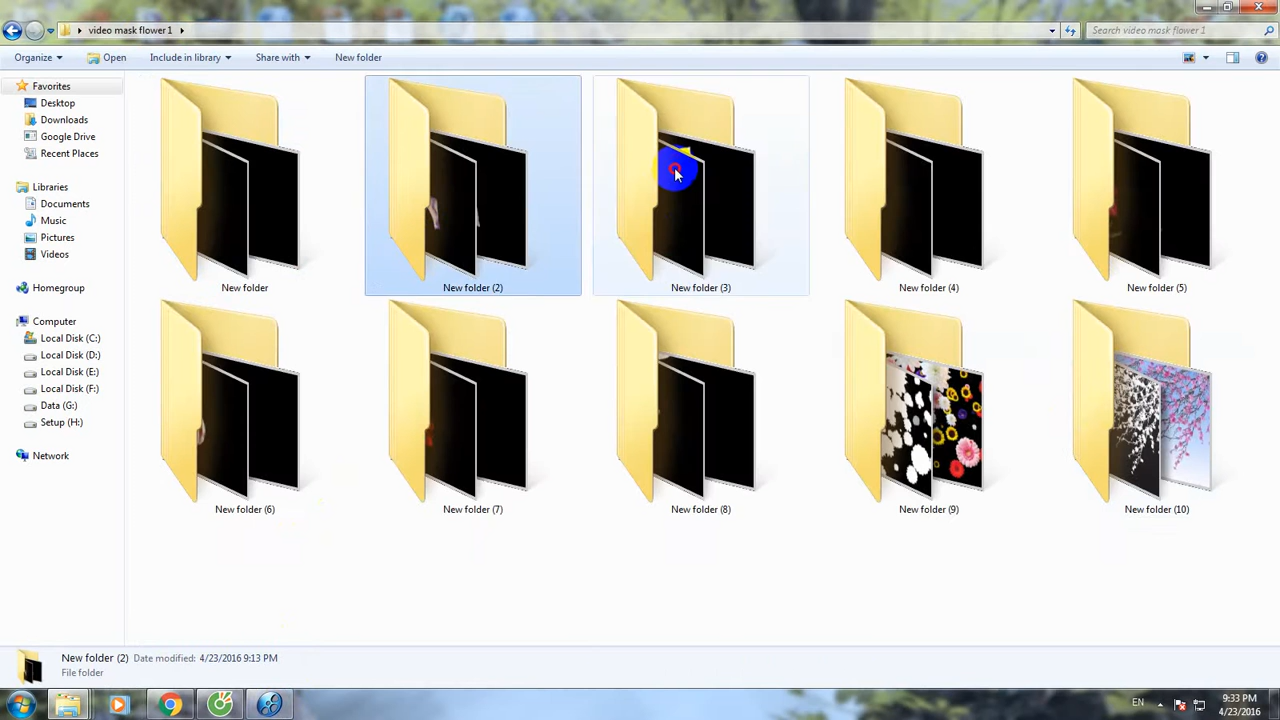 video mask flower 1
Search video mask flower 1
Organize
Open
Include in library
Share with
New folder
Favorites
Desktop
Downloads
Google Drive
Recent Places
Libraries
Documents
Music
Pictures
Videos
Homegroup
Computer
Local Disk (C:)
Local Disk (D:)
Local Disk (E:)
Local Disk (F:)
Data (G:)
Setup (H:)
Network
New folder
New folder (2)
New folder (3)
New folder (4)
New folder (5)
New folder (6)
New folder (7)
New folder (8)
New folder (9)
New folder (10)
New folder (2) Date modified: 4/23/2016 9:13 PM
File folder
EN
9:33 PM
4/23/2016